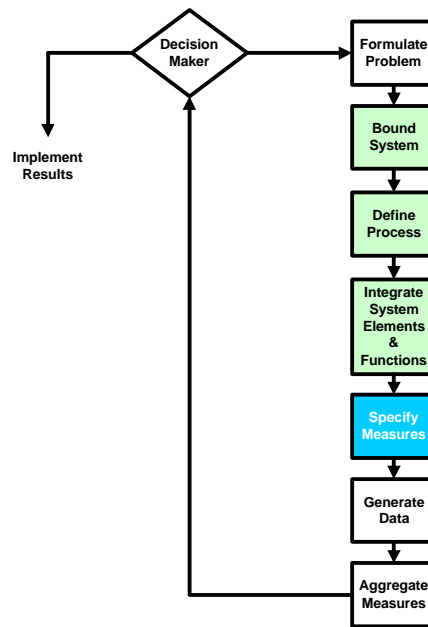 Decision
Maker
Formulate
Problem
Bound
System
Implement
Results
Define
Process
Integrate
System
Elements
&
Functions
Specify
Measures
Generate
Data
Aggregate
Measures